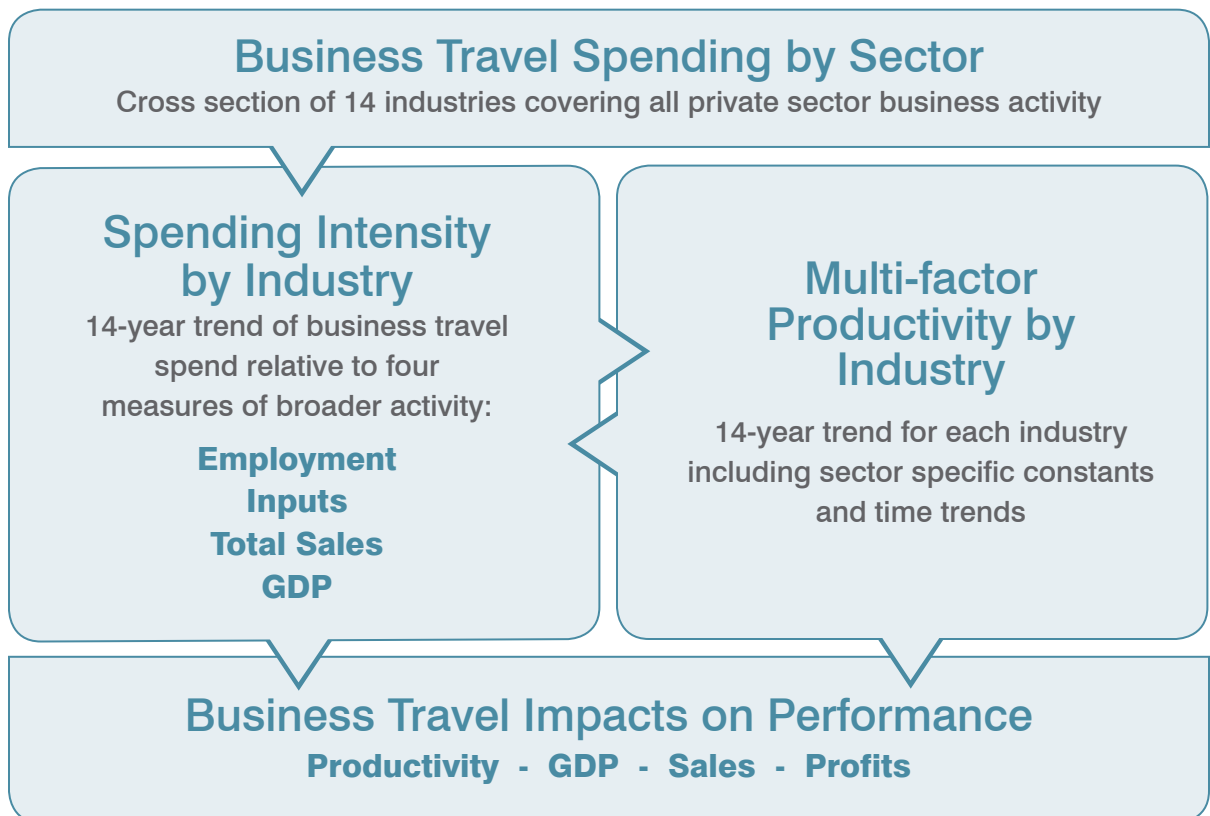 Business Travel Spending by Sector
Cross section of 14 industries covering all private sector business activity
Spending Intensity
by Industry
14-year trend of business travel
spend relative to four
measures of broader activity:
Employment
Inputs
Total Sales
GDP
Multi-factor
Productivity by
Industry
14-year trend for each industry
including sector specific constants
and time trends
Business Travel Impacts on Performance
Productivity - GDP - Sales - Profits